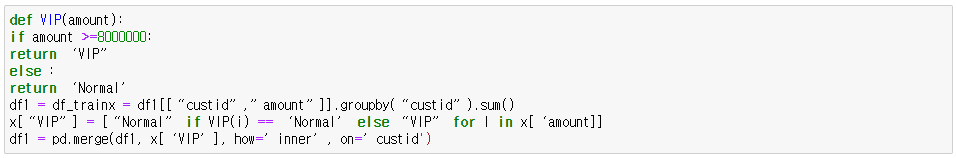 def VIP(amount):
if amount >=8000000:
return ‘VIP”
else :
return ‘Normal’
df1 = df_trainx = df1[[ “custid” ,” amount” ]].groupby( “custid” ).sum()
x[ “VIP” ] = [ “Normal” if VIP(i) == ‘Normal’ else “VIP” for I in x[ ‘amount]]
df1 = pd.merge(df1, x[ ‘VIP’ ], how=’ inner’ , on=’ custid')